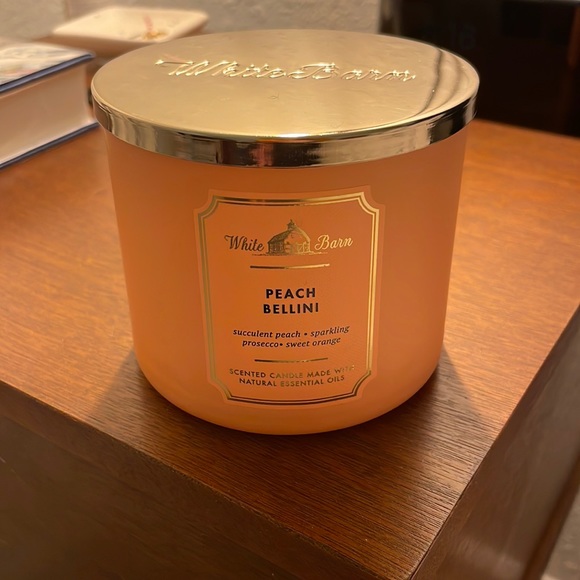 White Barn
White Barn
PEACH
BELLINI
succulent peach • sparkling
prosecco• sweet orange
SCENTED CANDLE MADE WITH
NATURAL ESSENTIAL OILS